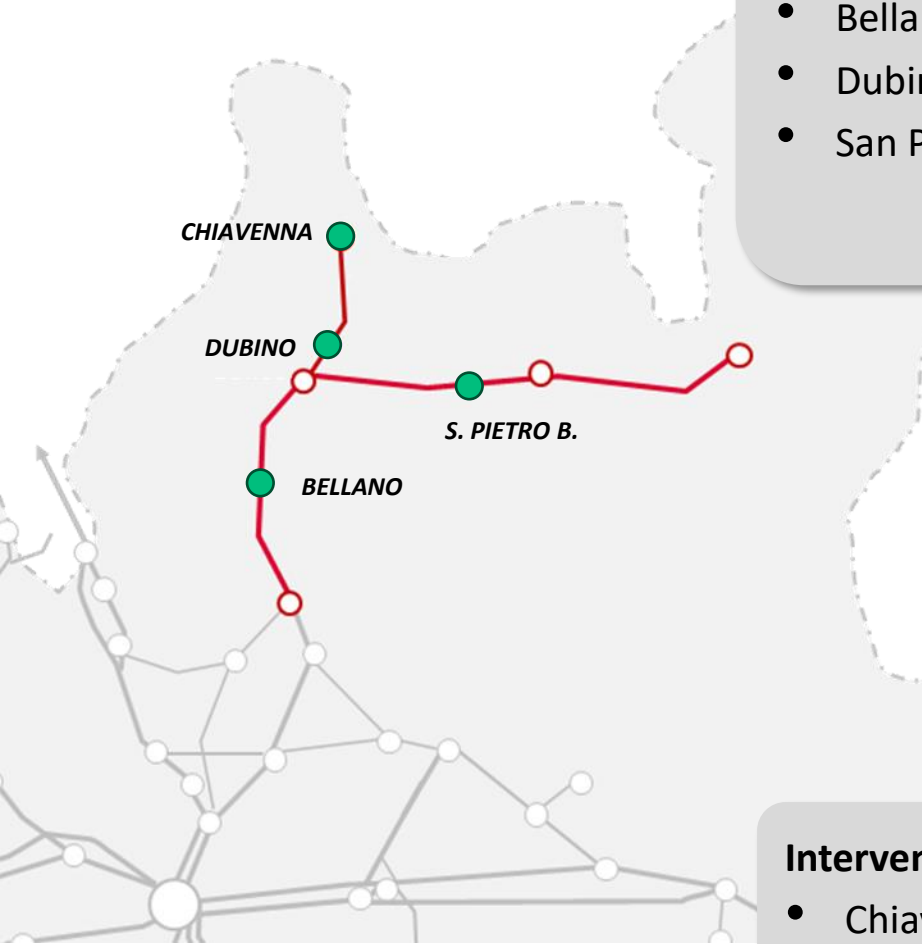 • Bella
• Dubin
• San P
CHIAVENNA
DUBINO
S. PIETRO B.
BELLANO
Interven
• Chiav